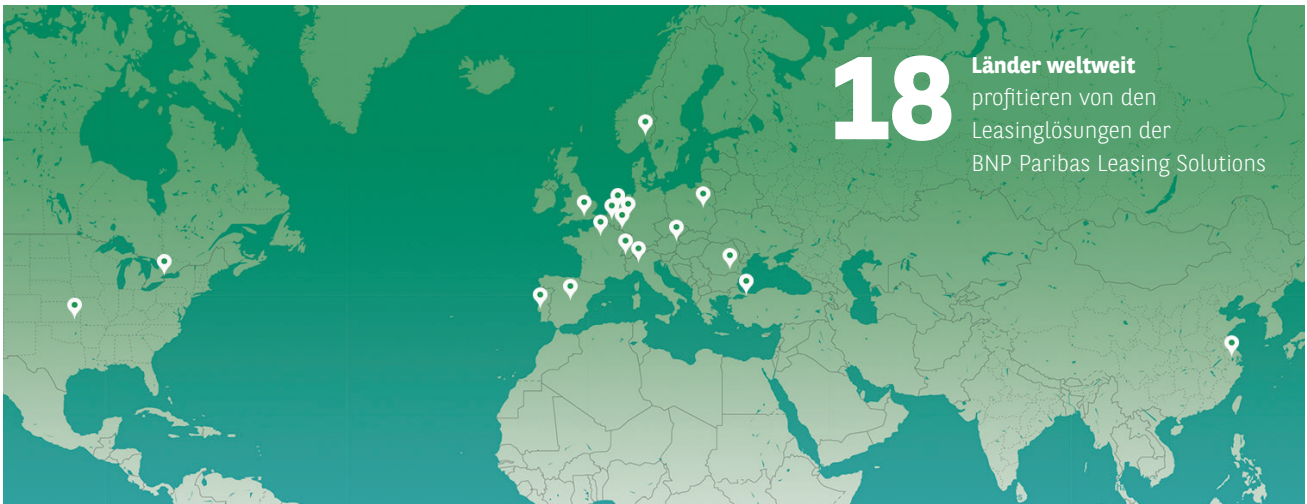 18
Länder weltweit
profitieren von den
Leasinglösungen der
BNP Paribas Leasing Solutions